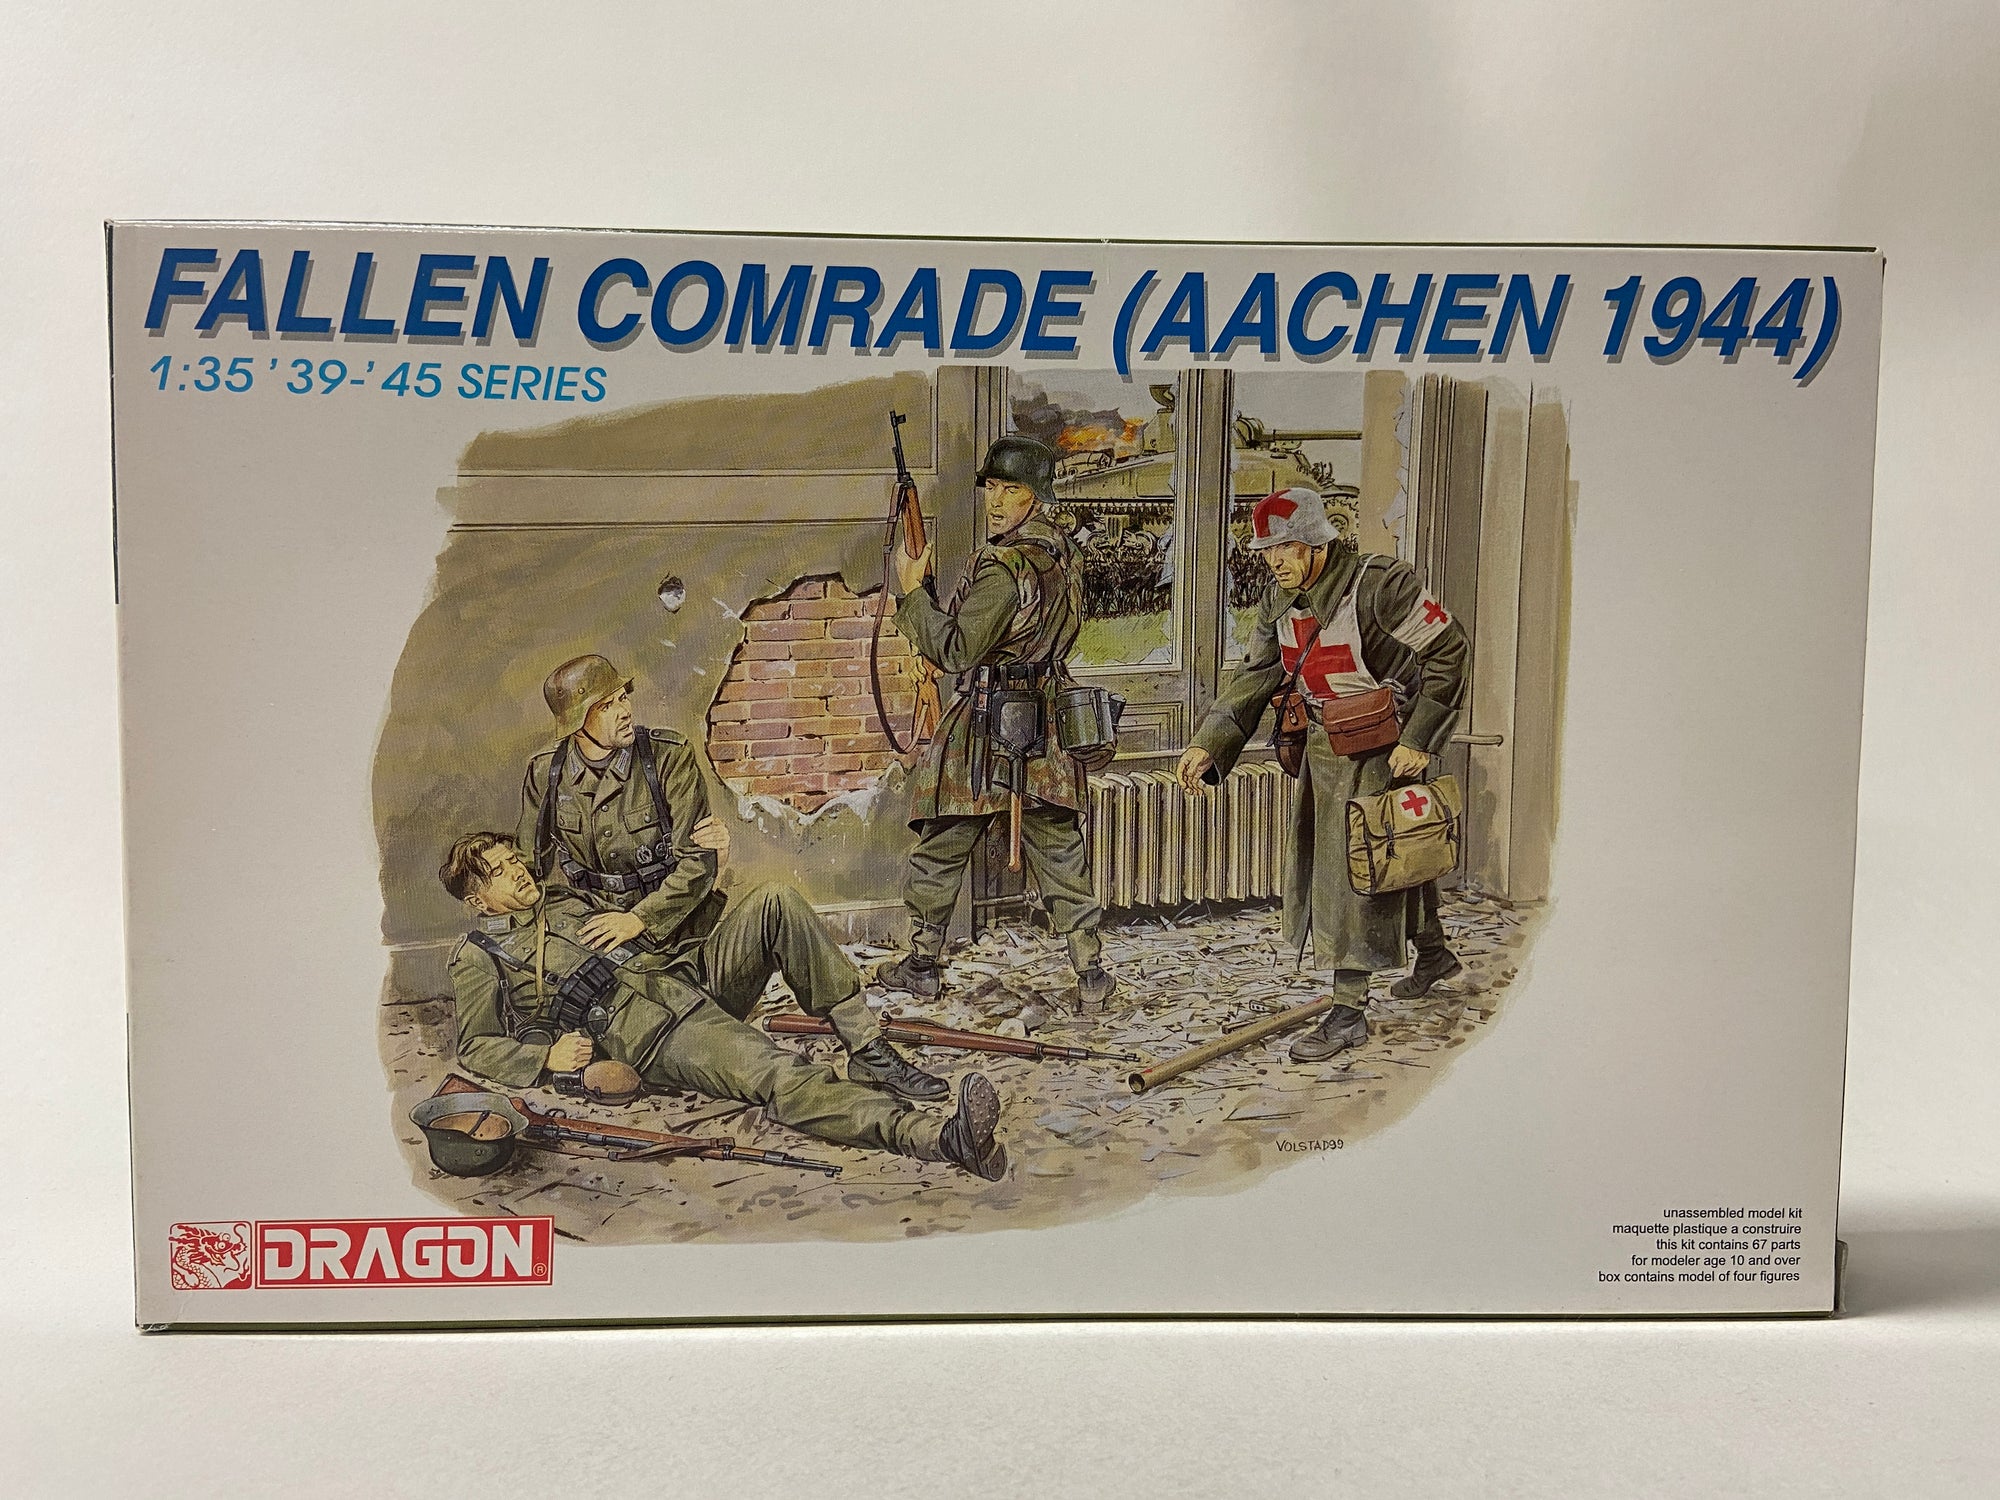 FALLEN COMRADE (AACHEN 1944)
1:35 '39-'45 SERIES
VOLSTAD99
DRAGON®
unassembled model kit
maquette plastique a construire
this kit contains 67 parts
for modeler age 10 and over
box contains model of four figures